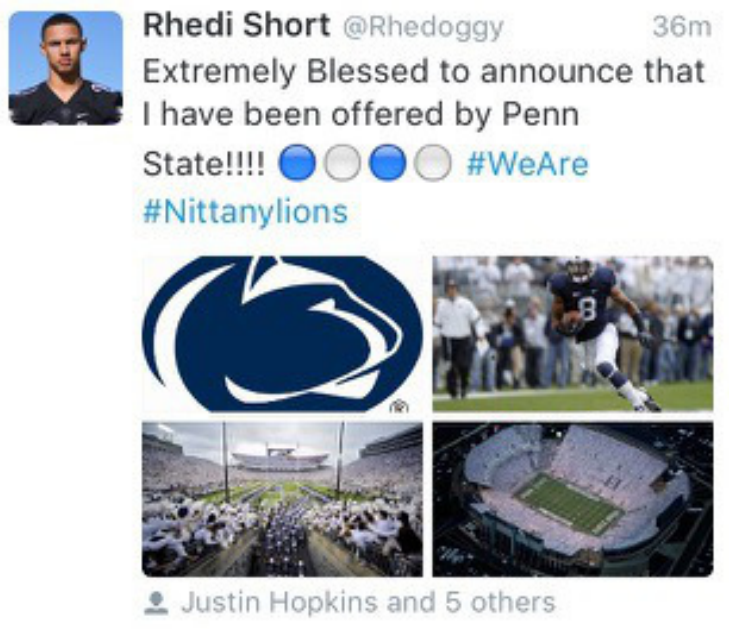 Rhedi Short @Rhedoggy 36m
Extremely Blessed to announce that
I have been offered by Penn
State!!!! 🔵⚪🔵⚪ #WeAre
#Nittanylions
8
®
Justin Hopkins and 5 others